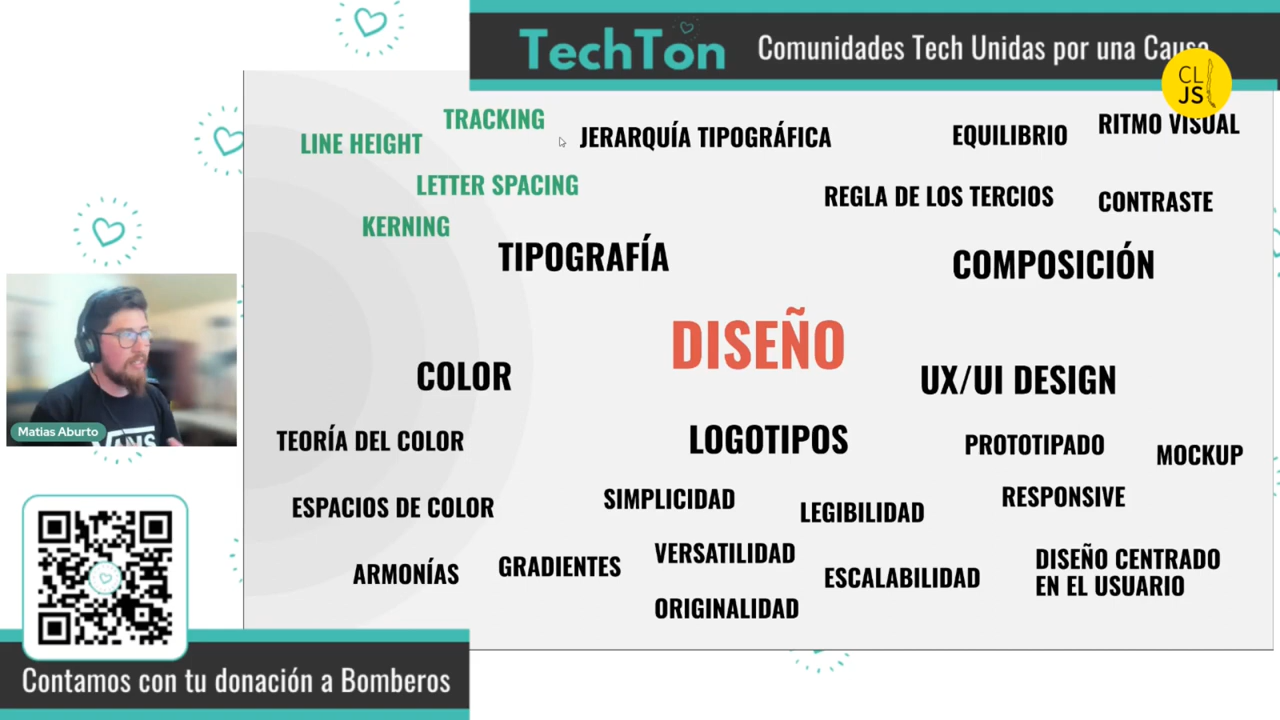 TechTon
Comunidades Tech Unidas por una Causa
CL
JS
TRACKING
LINE HEIGHT
JERARQUÍA TIPOGRÁFICA
EQUILIBRIO
RITMO VISUAL
LETTER SPACING
REGLA DE LOS TERCIOS
CONTRASTE
KERNING
TIPOGRAFÍA
COMPOSICIÓN
DISEÑO
COLOR
UX/UI DESIGN
Matias Aburto
VANS
TEORÍA DEL COLOR
LOGOTIPOS
PROTOTIPADO
MOCKUP
ESPACIOS DE COLOR
SIMPLICIDAD
LEGIBILIDAD
RESPONSIVE
ARMONÍAS
GRADIENTES
VERSATILIDAD
ESCALABILIDAD
DISEÑO CENTRADO
EN EL USUARIO
ORIGINALIDAD
Contamos con tu donación a Bomberos